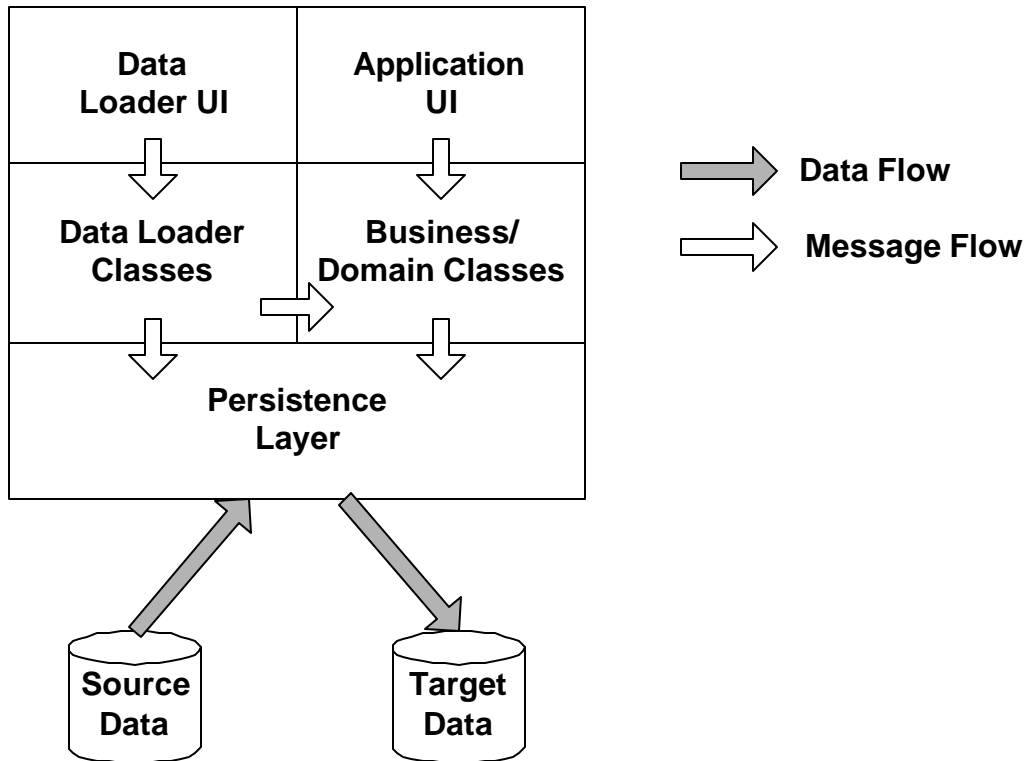 Data
Loader UI
Application
UI
Data Flow
Message Flow
Data Loader
Classes
Business/
Domain Classes
Persistence
Layer
Source
Data
Target
Data